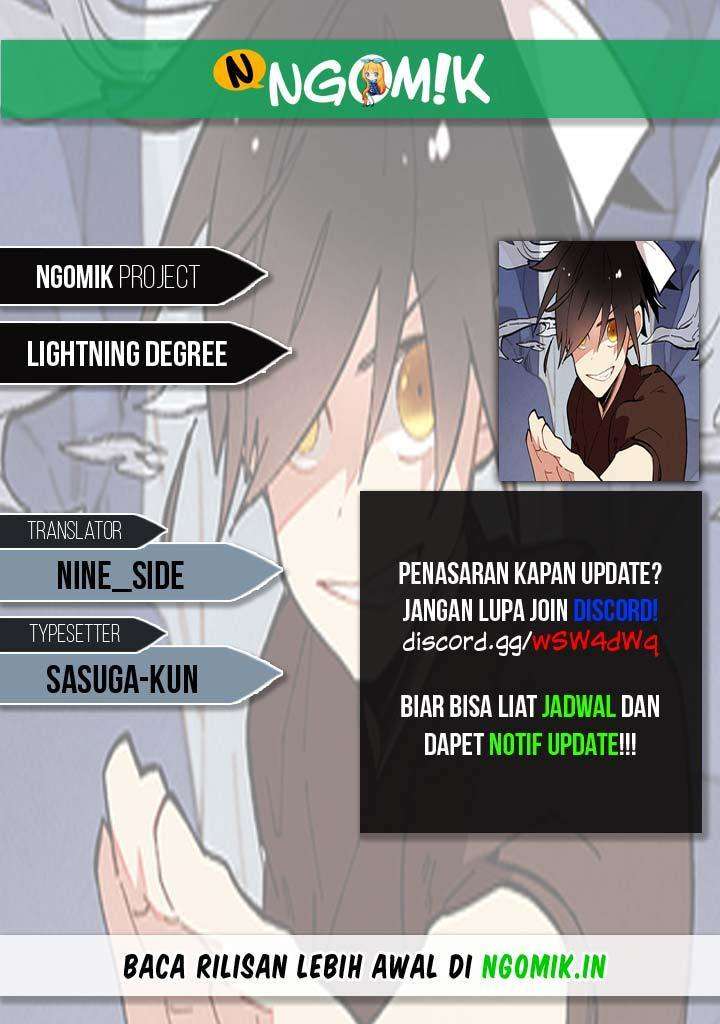 N NGOM!K
NGOMIK PROJECT
LIGHTNING DEGREE
TRANSLATOR
NINE_SIDE
TYPESETTER
SASUGA-KUN
PENASARAN KAPAN UPDATE?
JANGAN LUPA JOIN DISCORD!
discord.gg/wSW4dWq
BIAR BISA LIAT JADWAL DAN
DAPET NOTIF UPDATE!!!
BACA RILISAN LEBIH AWAL DI NGOMIK.IN